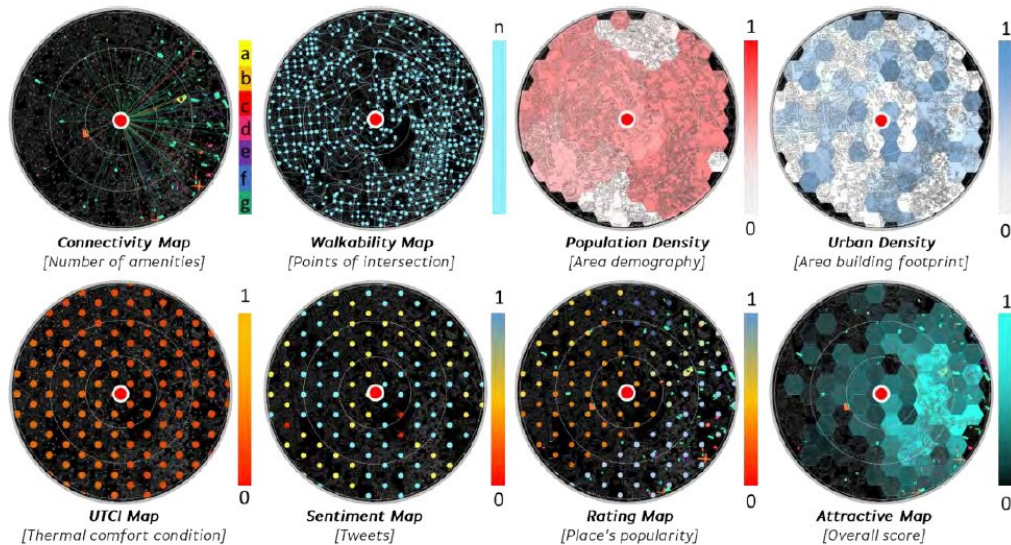 a
b
c
d
e
f
g
n
1
0
1
0
Connectivity Map
[Number of amenities]
Walkability Map
[Points of intersection]
Population Density
[Area demography]
Urban Density
[Area building footprint]
1
0
1
0
1
0
1
0
UTCI Map
[Thermal comfort condition]
Sentiment Map
[Tweets]
Rating Map
[Place's popularity]
Attractive Map
[Overall score]